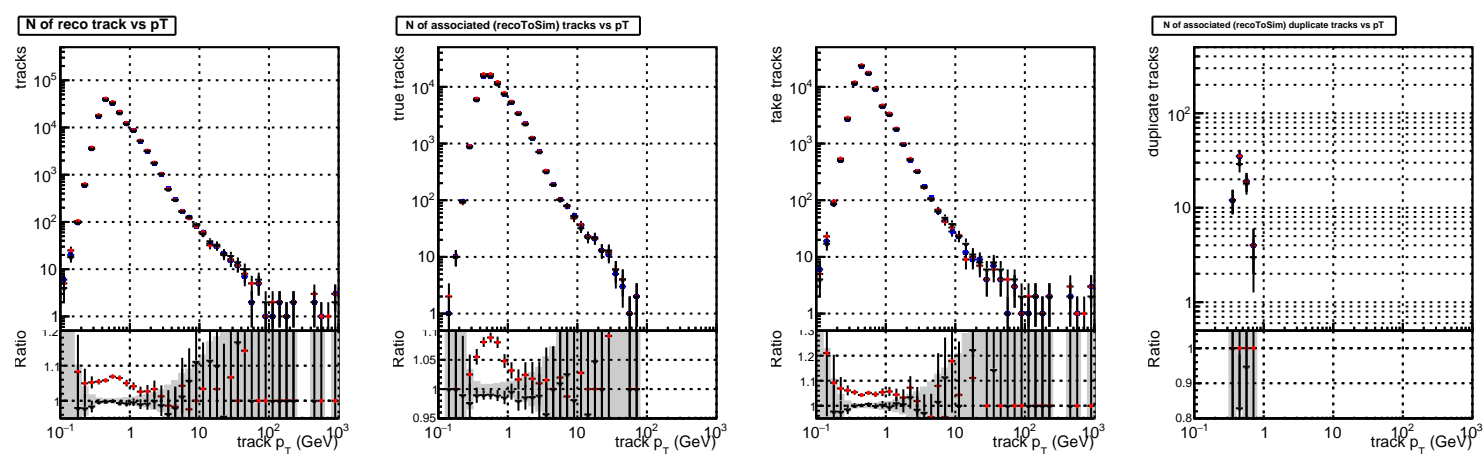 N of reco track vs pT
tracks
10^5
10^4
10^3
10^2
10
1
Ratio
1.2
1.1
1
10^-1 1 10 10^2 10^3
track p_T (GeV)
N of associated (recoToSim) tracks vs pT
true tracks
10^4
10^3
10^2
10
1
Ratio
1.1
1.05
1
0.95
10^-1 1 10 10^2 10^3
track p_T (GeV)
fake tracks
10^4
10^3
10^2
10
1
Ratio
1.3
1.2
1.1
1
10^-1 1 10 10^2 10^3
track p_T (GeV)
N of associated (recoToSim) duplicate tracks vs pT
duplicate tracks
10^2
10
1
Ratio
1
0.9
0.8
10^-1 1 10 10^2 10^3
track p_T (GeV)